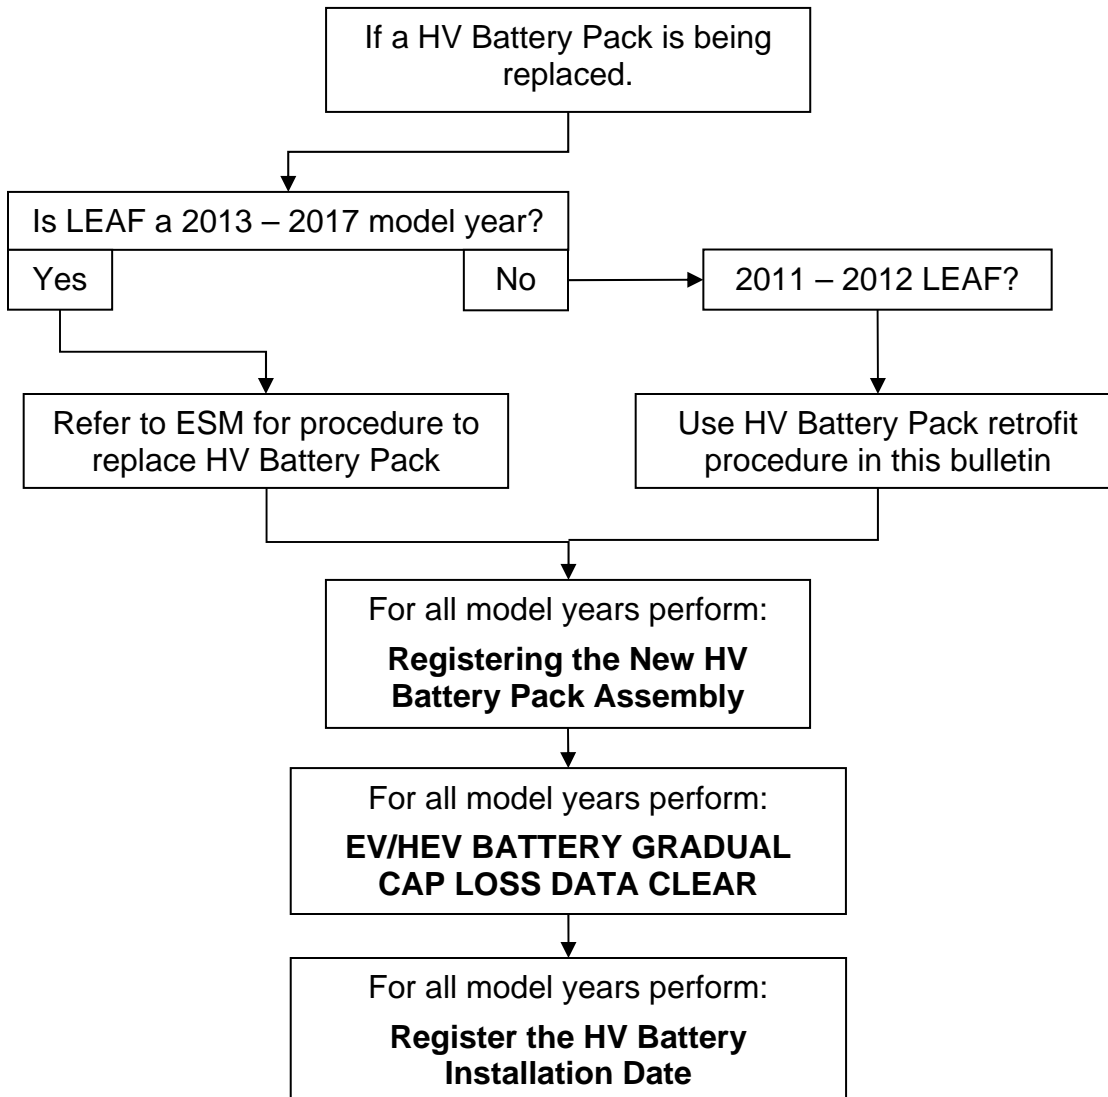 If a HV Battery Pack is being
replaced.
Is LEAF a 2013 – 2017 model year?
Yes
No
2011 – 2012 LEAF?
Refer to ESM for procedure to
replace HV Battery Pack
Use HV Battery Pack retrofit
procedure in this bulletin
For all model years perform:
Registering the New HV
Battery Pack Assembly
For all model years perform:
EV/HEV BATTERY GRADUAL
CAP LOSS DATA CLEAR
For all model years perform:
Register the HV Battery
Installation Date